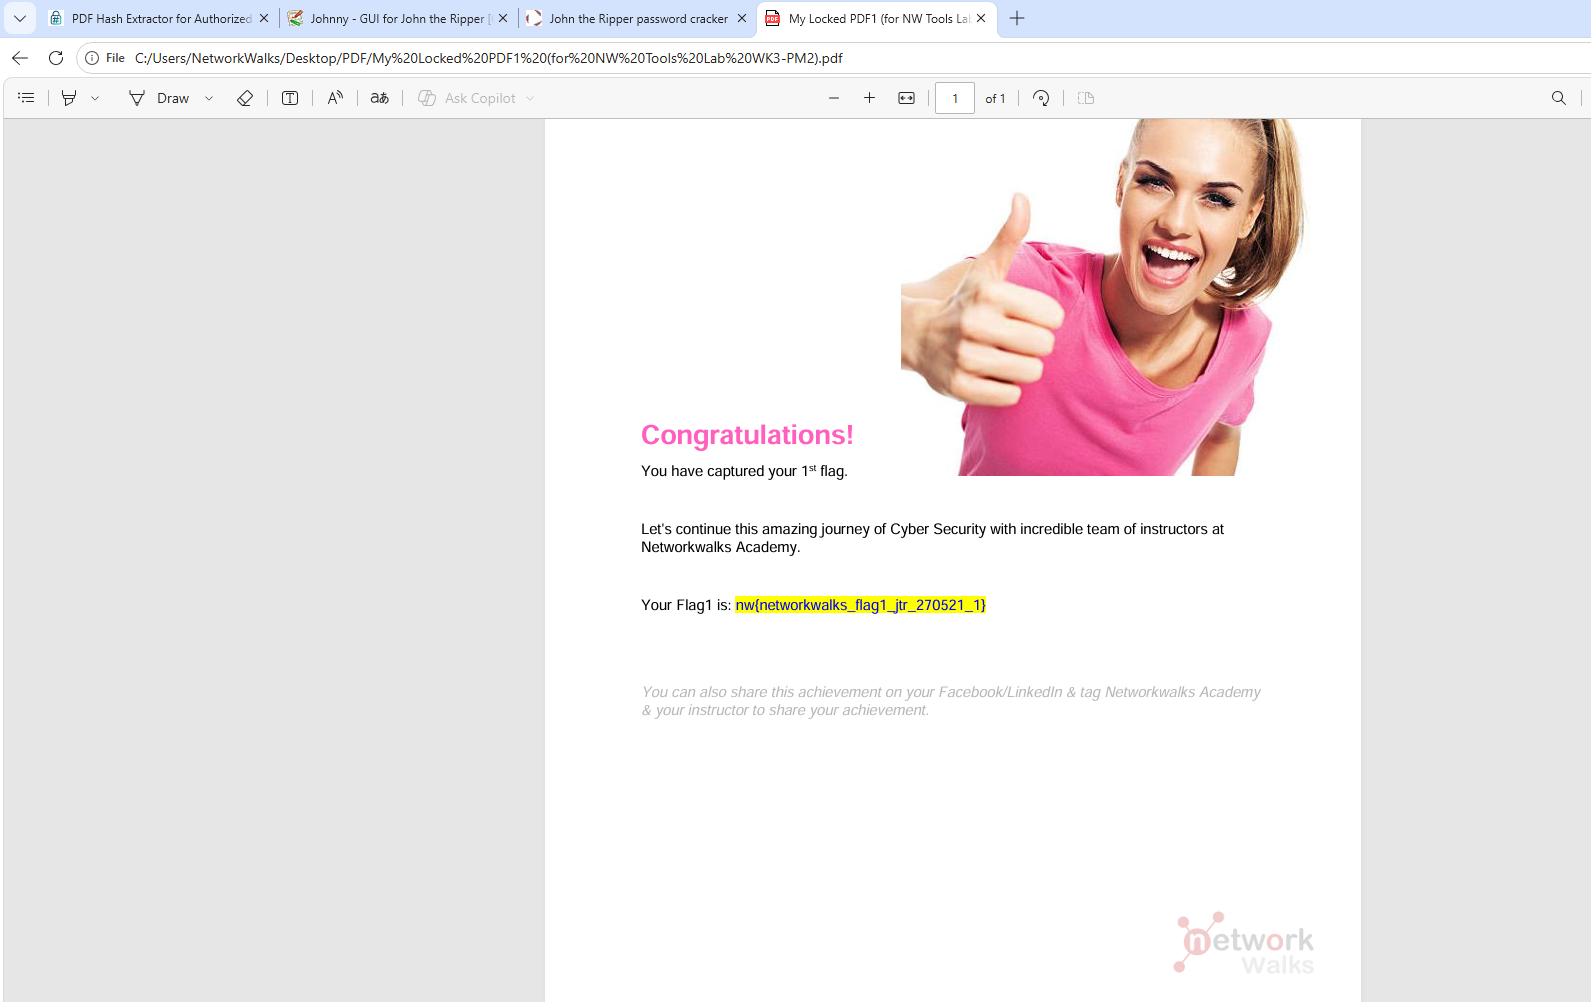 PDF Hash Extractor for Authorized
Johnny - GUI for John the Ripper
John the Ripper password cracker
My Locked PDF1 (for NW Tools La
File
C:/Users/NetworkWalks/Desktop/PDF/My%20Locked%20PDF1%20(for%20NW%20Tools%20Lab%20WK3-PM2).pdf
Draw
Ask Copilot
1
of 1
Congratulations!
You have captured your 1st flag.
Let's continue this amazing journey of Cyber Security with incredible team of instructors at
Networkwalks Academy.
Your Flag1 is: nw{networkwalks_flag1_jtr_270521_1}
You can also share this achievement on your Facebook/LinkedIn & tag Networkwalks Academy
& your instructor to share your achievement.
network
Walks